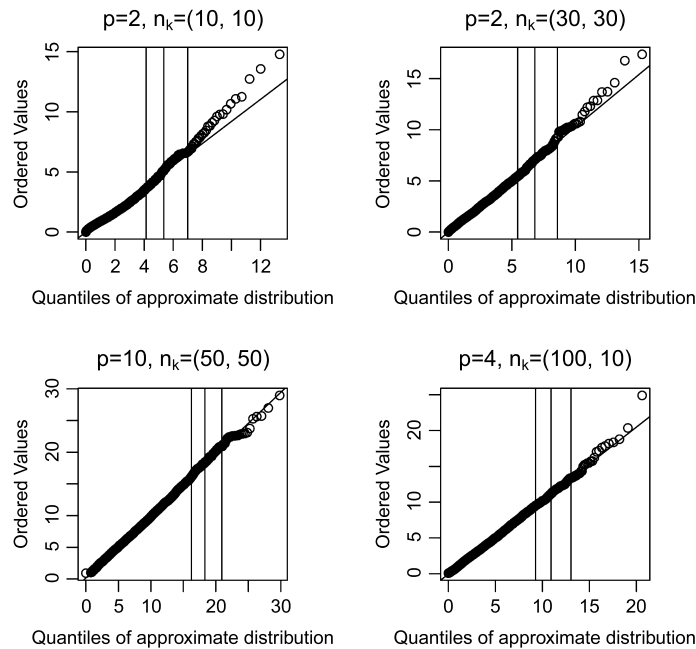 p=2, nₖ=(10, 10)
15
10
5
0
Ordered Values
0 2 4 6 8 12
Quantiles of approximate distribution
p=2, nₖ=(30, 30)
15
10
5
0
Ordered Values
0 5 10 15
Quantiles of approximate distribution
p=10, nₖ=(50, 50)
30
20
10
5
0
Ordered Values
0 5 10 20 30
Quantiles of approximate distribution
p=4, nₖ=(100, 10)
20
10
5
0
Ordered Values
0 5 10 15 20
Quantiles of approximate distribution